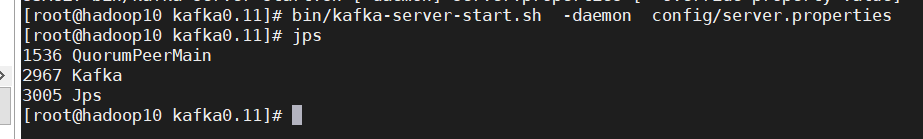 [root@hadoop10 kafka0.11]# bin/kafka-server-start.sh  -daemon  config/server.properties
[root@hadoop10 kafka0.11]# jps
1536 QuorumPeerMain
2967 Kafka
3005 Jps
[root@hadoop10 kafka0.11]#